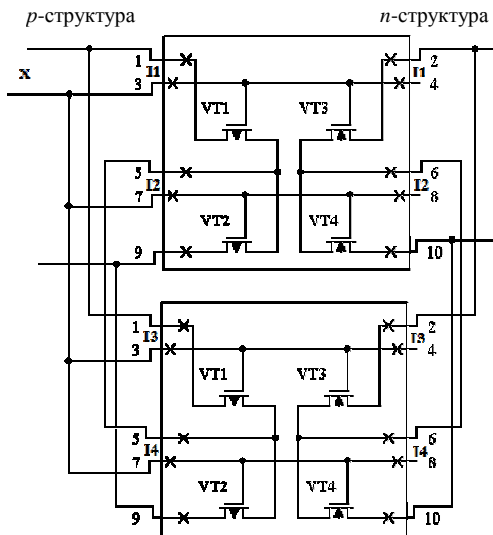 p-структура n-структура
1 I1 I1 2
x 3 4
VT1 VT3
5 I2 I2 6
7 8
VT2 VT4
9 10
1 I3 I3 2
3 4
VT1 VT3
5 I4 I4 6
7 8
VT2 VT4
9 10